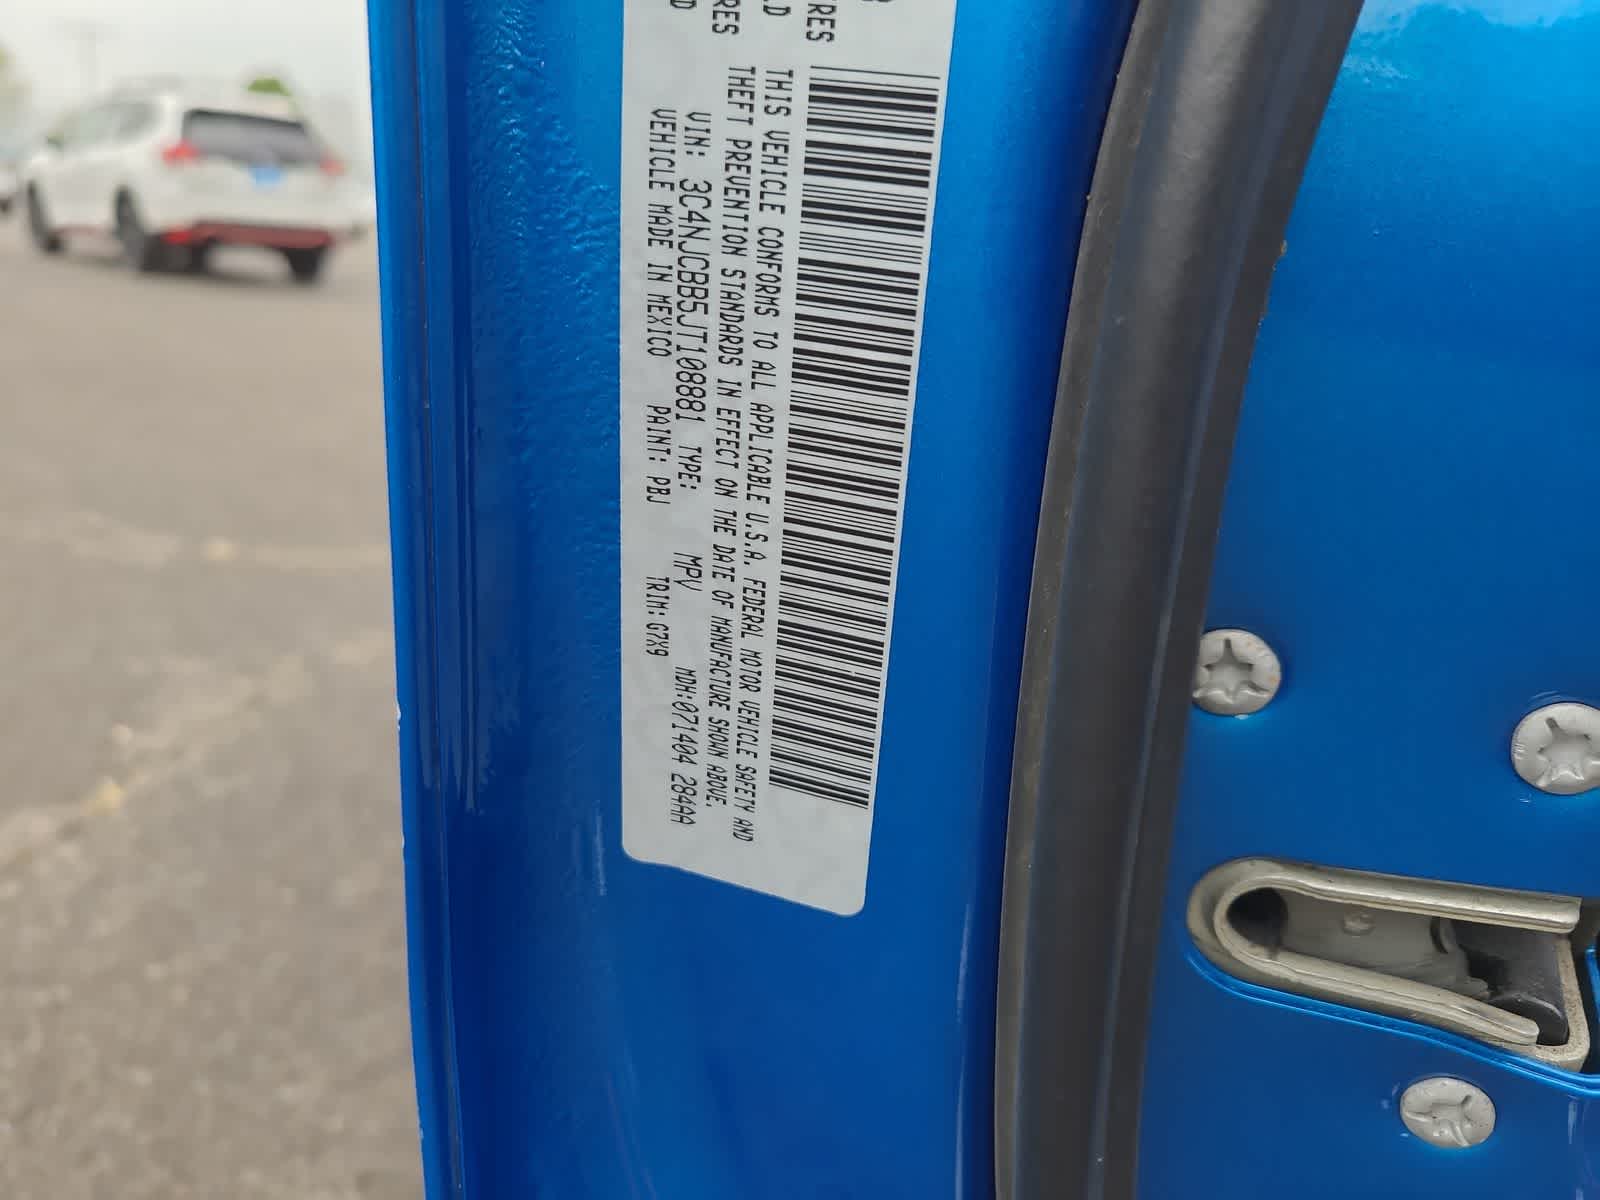 THIS VEHICLE CONFORMS TO ALL APPLICABLE U.S.A. FEDERAL MOTOR VEHICLE SAFETY AND
THEFT PREVENTION STANDARDS IN EFFECT ON THE DATE OF MANUFACTURE SHOWN ABOVE.
VIN: 3C4NJCBB5JT108881 TYPE: MPV MDH:071404 284AA
VEHICLE MADE IN MEXICO PAINT: PBJ TRIM: G7X9